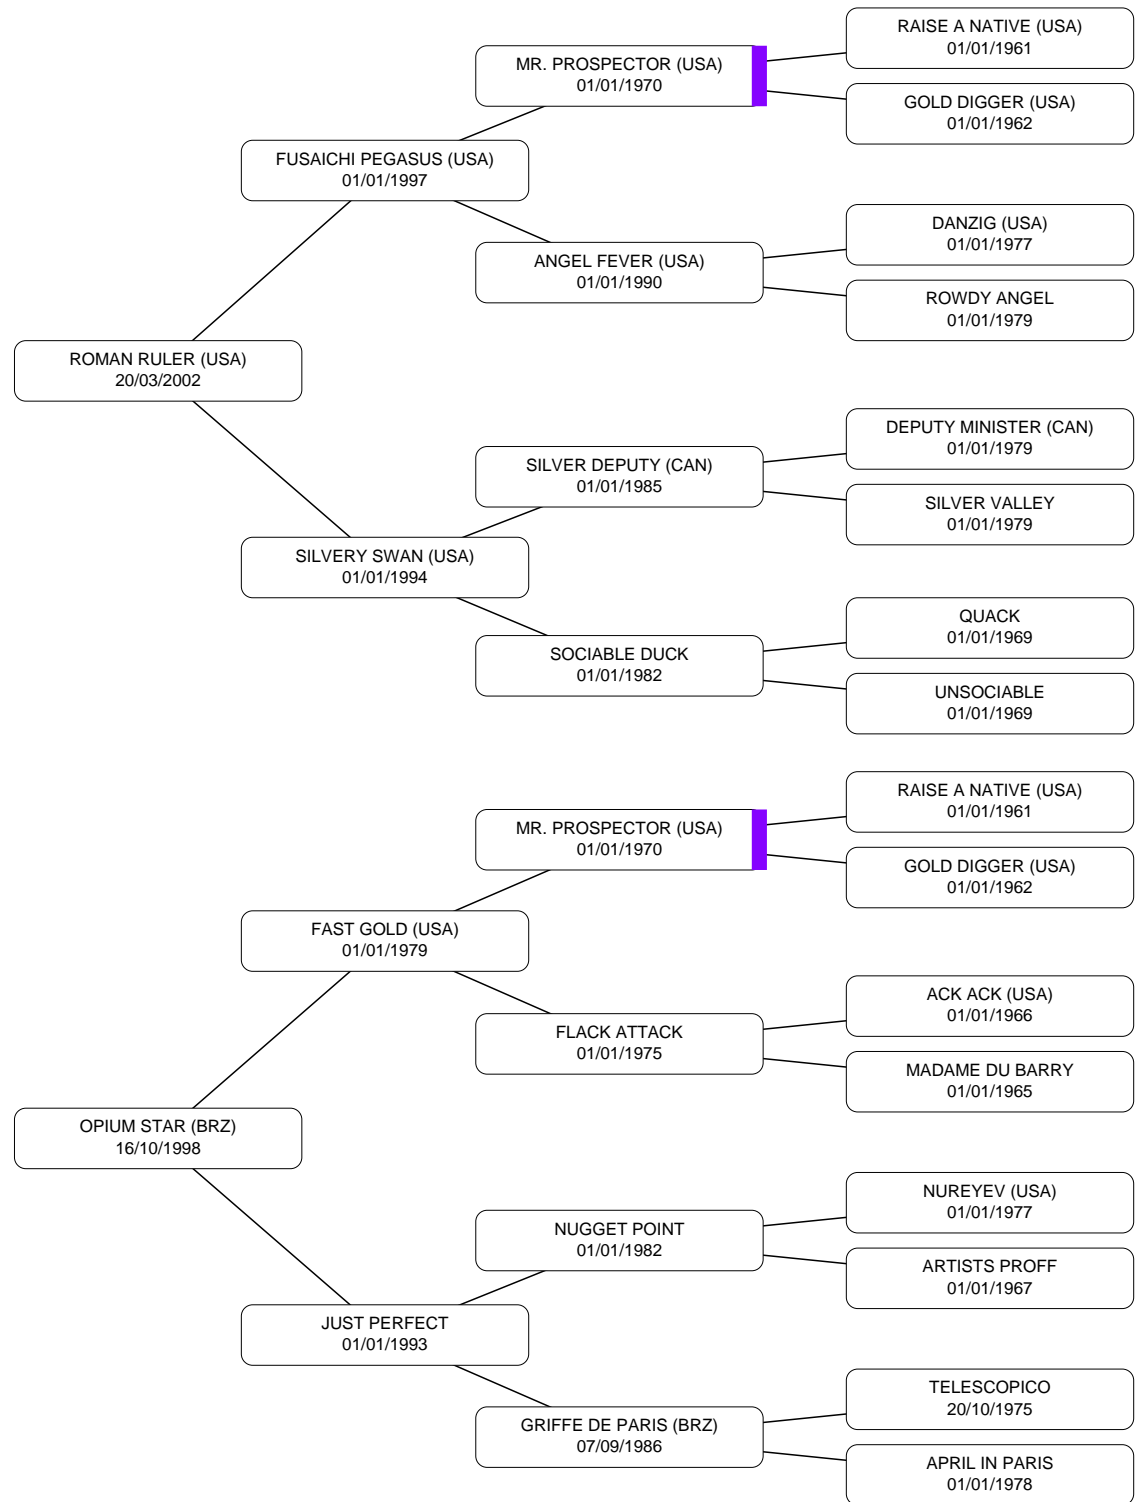 RAISE A NATIVE (USA)
01/01/1961
MR. PROSPECTOR (USA)
01/01/1970
GOLD DIGGER (USA)
01/01/1962
FUSAICHI PEGASUS (USA)
01/01/1997
DANZIG (USA)
01/01/1977
ANGEL FEVER (USA)
01/01/1990
ROWDY ANGEL
01/01/1979
ROMAN RULER (USA)
20/03/2002
DEPUTY MINISTER (CAN)
01/01/1979
SILVER DEPUTY (CAN)
01/01/1985
SILVER VALLEY
01/01/1979
SILVERY SWAN (USA)
01/01/1994
QUACK
01/01/1969
SOCIABLE DUCK
01/01/1982
UNSOCIABLE
01/01/1969
RAISE A NATIVE (USA)
01/01/1961
MR. PROSPECTOR (USA)
01/01/1970
GOLD DIGGER (USA)
01/01/1962
FAST GOLD (USA)
01/01/1979
ACK ACK (USA)
01/01/1966
FLACK ATTACK
01/01/1975
MADAME DU BARRY
01/01/1965
OPIUM STAR (BRZ)
16/10/1998
NUREYEV (USA)
01/01/1977
NUGGET POINT
01/01/1982
ARTISTS PROFF
01/01/1967
JUST PERFECT
01/01/1993
TELESCOPICO
20/10/1975
GRIFFE DE PARIS (BRZ)
07/09/1986
APRIL IN PARIS
01/01/1978